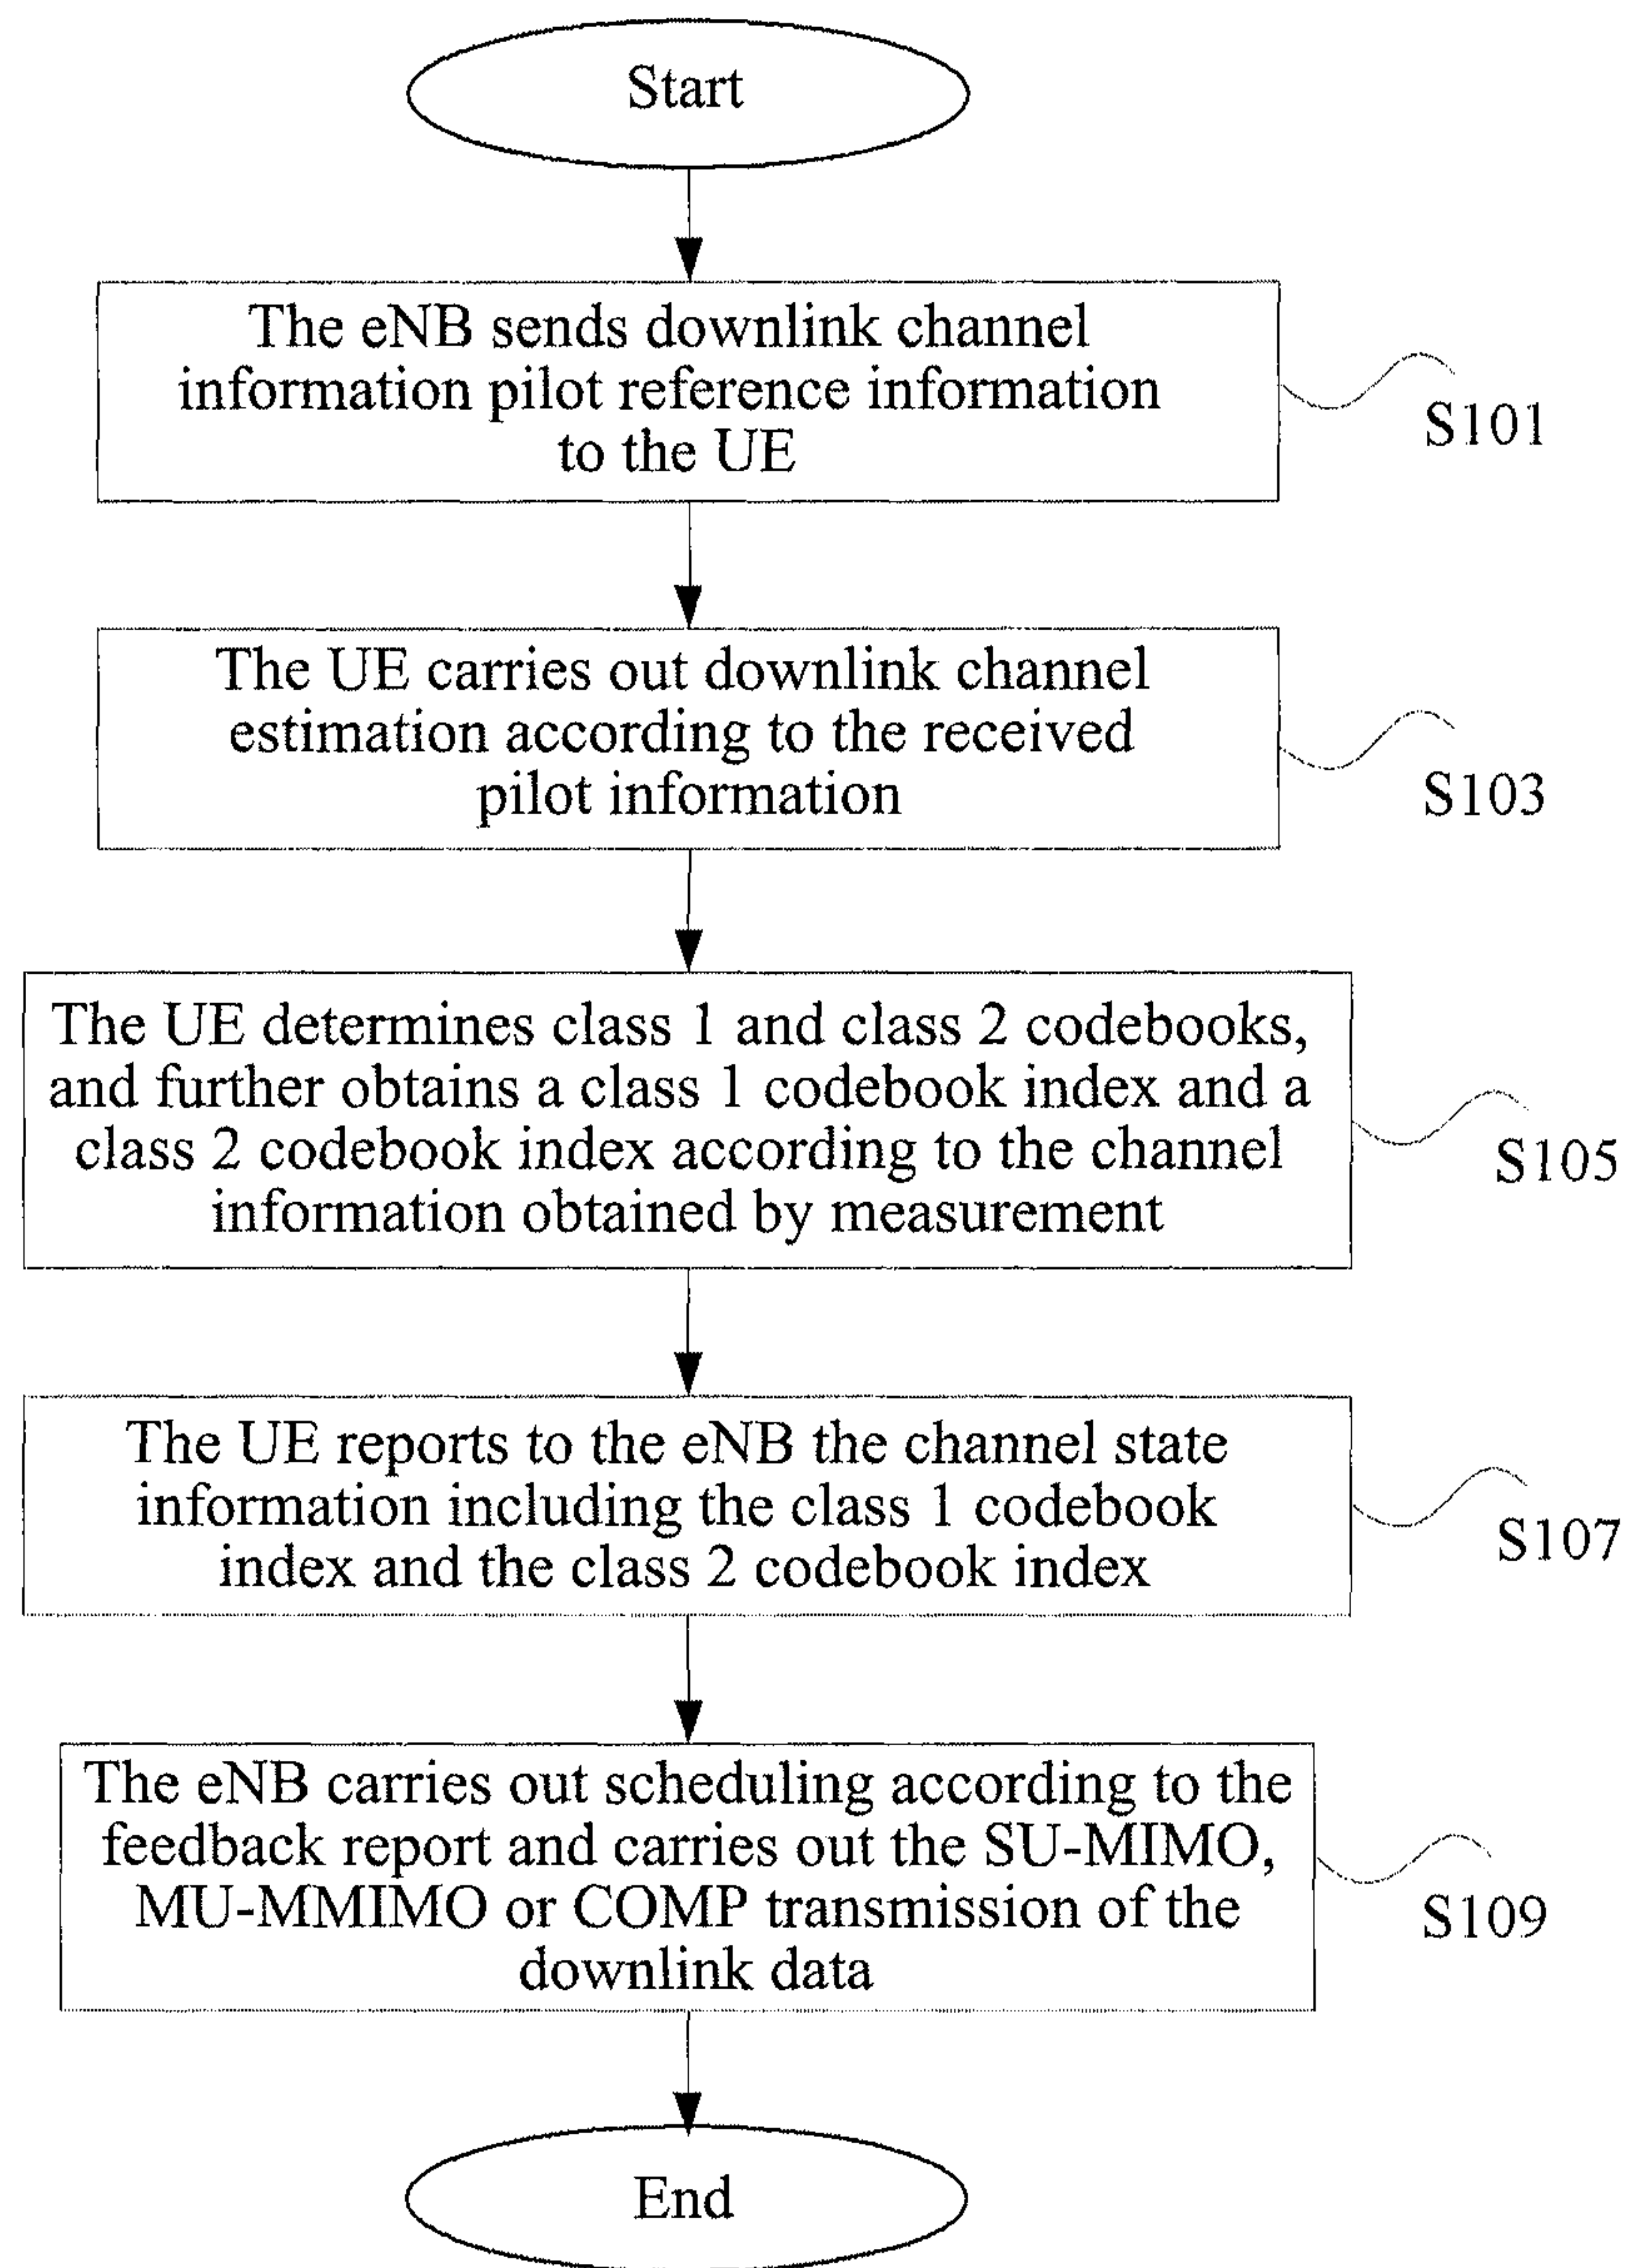 Start
The eNB sends downlink channel
information pilot reference information
to the UE
S101
The UE carries out downlink channel
estimation according to the received
pilot information
S103
The UE determines class 1 and class 2 codebooks,
and further obtains a class 1 codebook index and a
class 2 codebook index according to the channel
information obtained by measurement
S105
The UE reports to the eNB the channel state
information including the class 1 codebook
index and the class 2 codebook index
S107
The eNB carries out scheduling according to the
feedback report and carries out the SU-MIMO,
MU-MMIMO or COMP transmission of the
downlink data
S109
End